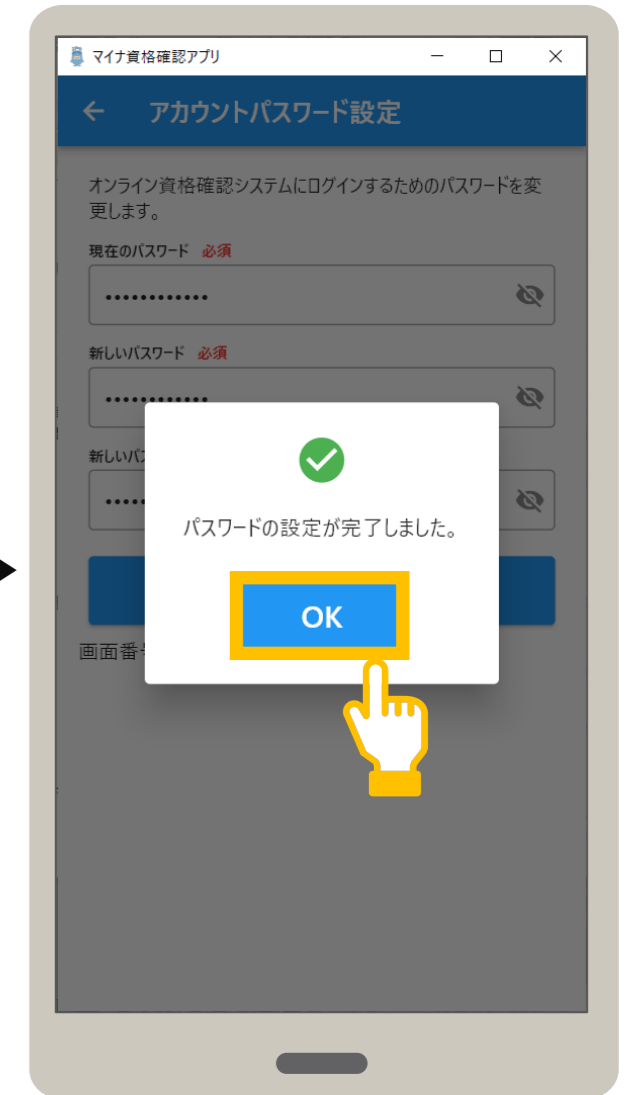 マイナ資格確認アプリ
アカウントパスワード設定
オンライン資格確認システムにログインするためのパスワードを変
更します。
現在のパスワード 必須
••••••••••••
新しいパスワード 必須
••••••••••••
新しいパ
•••••
パスワードの設定が完了しました。
OK
画面番